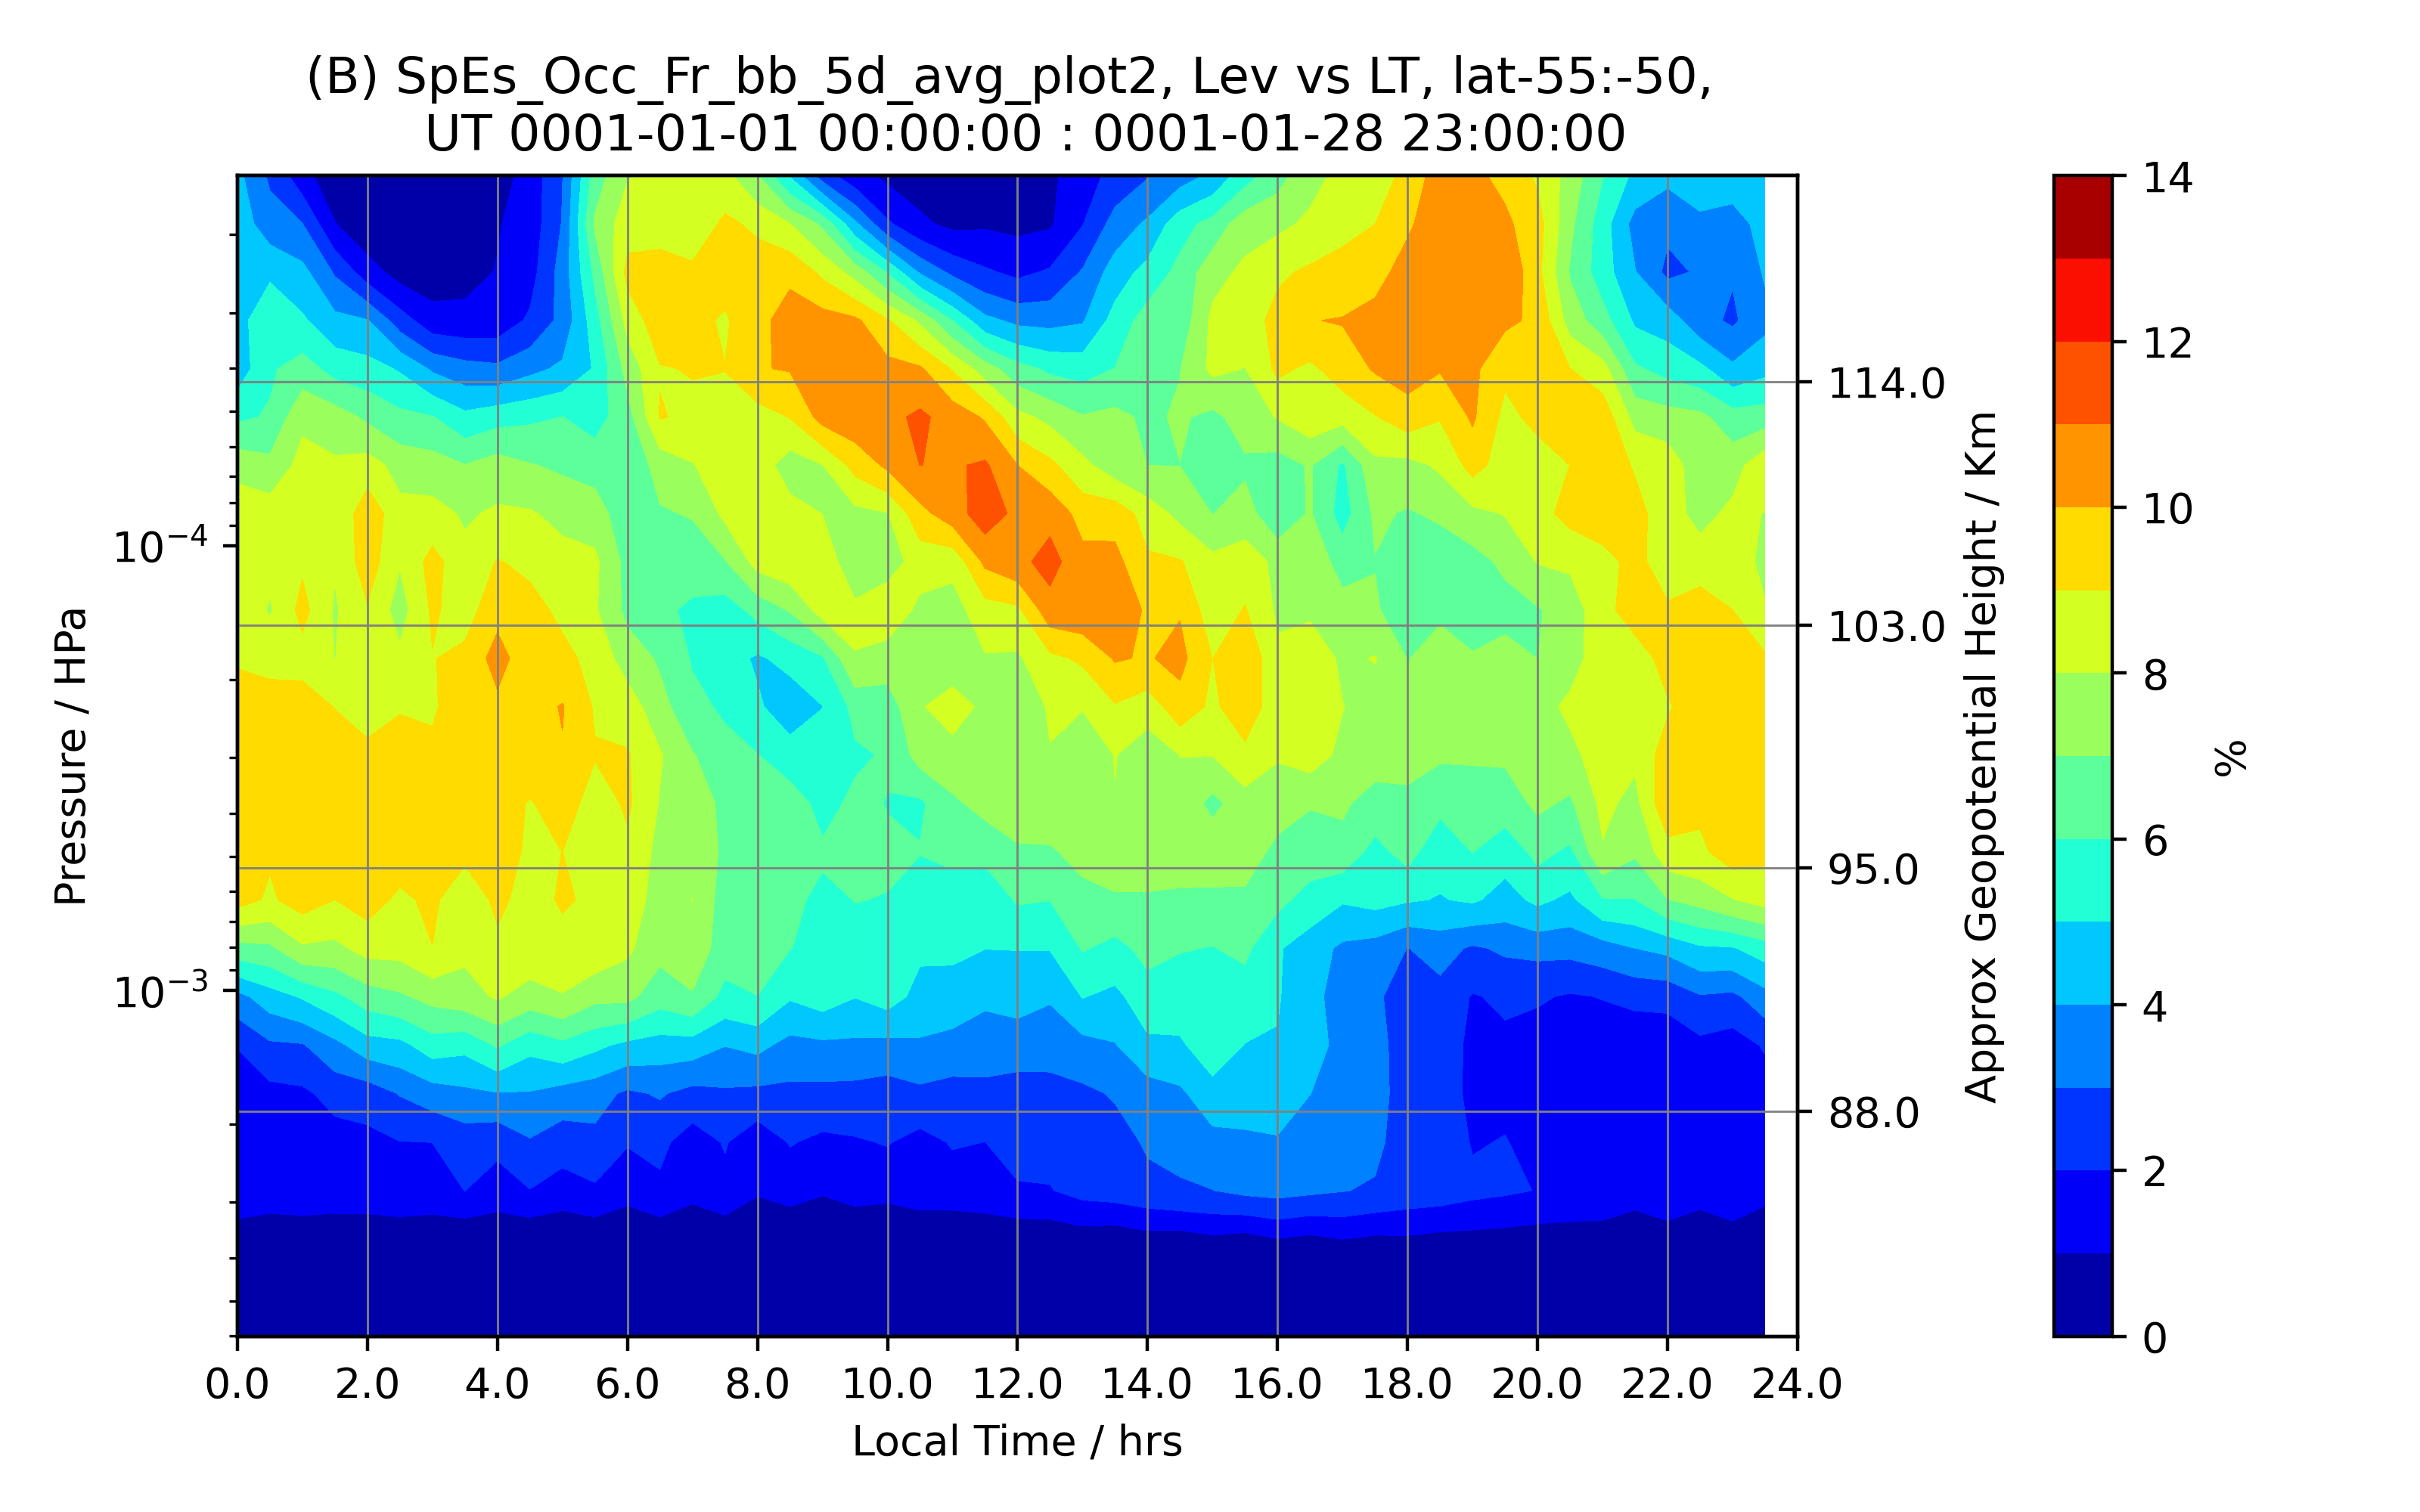 (B) SpEs_Occ_Fr_bb_5d_avg_plot2, Lev vs LT, lat-55:-50,
UT 0001-01-01 00:00:00 : 0001-01-28 23:00:00
Pressure / HPa
10⁻⁴
10⁻³
0.0 2.0 4.0 6.0 8.0 10.0 12.0 14.0 16.0 18.0 20.0 22.0 24.0
Local Time / hrs
114.0
103.0
95.0
88.0
Approx Geopotential Height / Km
14
12
10
8
6
4
2
0
%